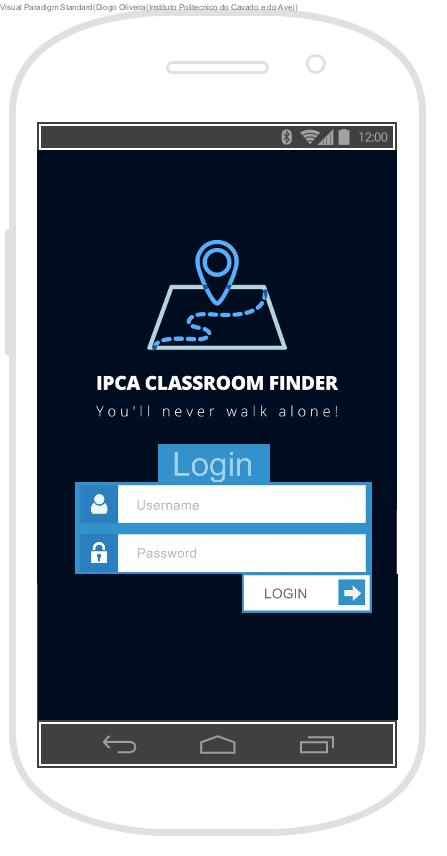 Visual Paradigm Standard(Diogo Oliveira(Instituto Politecnico do Cavado e do Ave))
12:00
IPCA CLASSROOM FINDER
You'll never walk alone!
Login
Username
Password
LOGIN